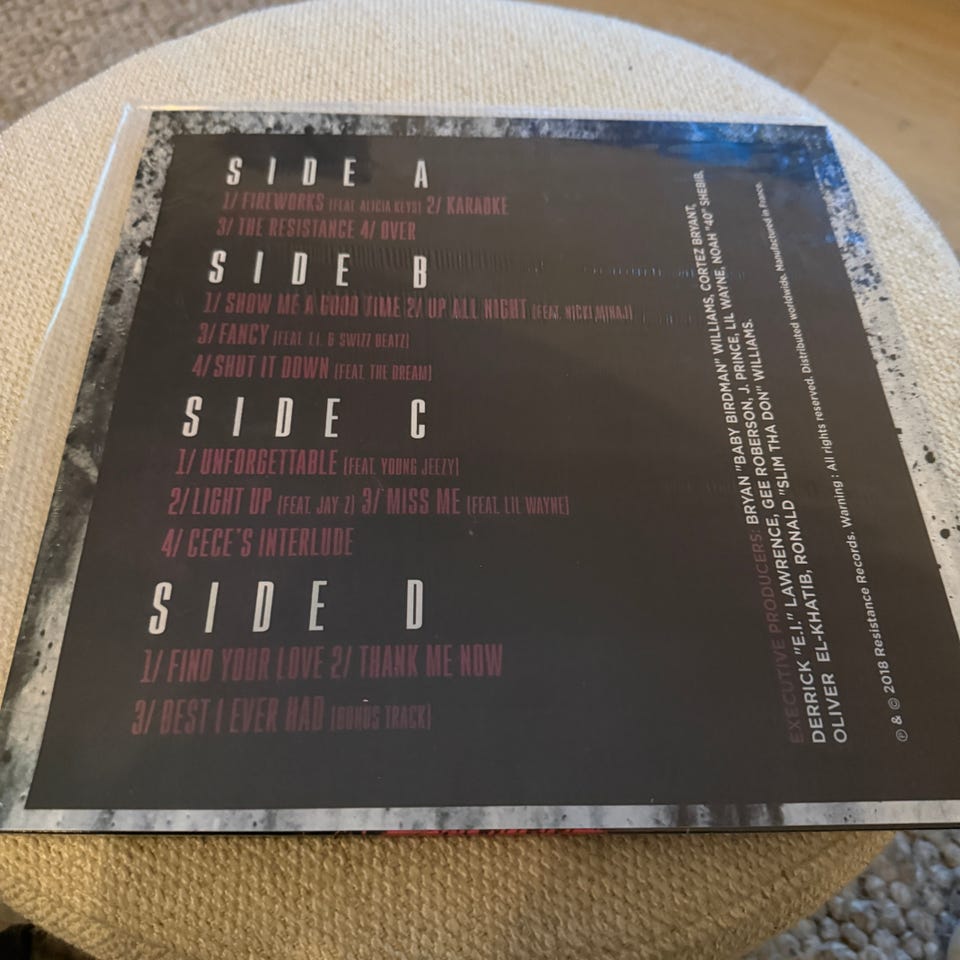 SIDE A
1/ FIREWORKS (FEAT. ALICIA KEYS) 2/ KARAOKE
3/ THE RESISTANCE 4/ OVER
SIDE B
1/ SHOW ME A GOOD TIME 2/ UP ALL NIGHT (FEAT. NICKI MINAJ)
3/ FANCY (FEAT. T.I. & SWIZZ BEATZ)
4/ SHUT IT DOWN (FEAT. THE DREAM)
SIDE C
1/ UNFORGETTABLE (FEAT. YOUNG JEEZY)
2/ LIGHT UP (FEAT. JAY Z) 3/ MISS ME (FEAT. LIL WAYNE)
4/ CECE'S INTERLUDE
SIDE D
1/ FIND YOUR LOVE 2/ THANK ME NOW
3/ BEST I EVER HAD (BONUS TRACK)
EXECUTIVE PRODUCERS: BRYAN "BABY BIRDMAN" WILLIAMS, CORTEZ BRYANT,
DERRICK "E.I." LAWRENCE, GEE ROBERSON, J. PRINCE, LIL WAYNE, NOAH "40" SHEBIB,
OLIVER EL-KHATIB, RONALD "SLIM THA DON" WILLIAMS.
℗ & © 2018 Resistance Records. Warning : All rights reserved. Distributed worldwide. Manufactured in France.